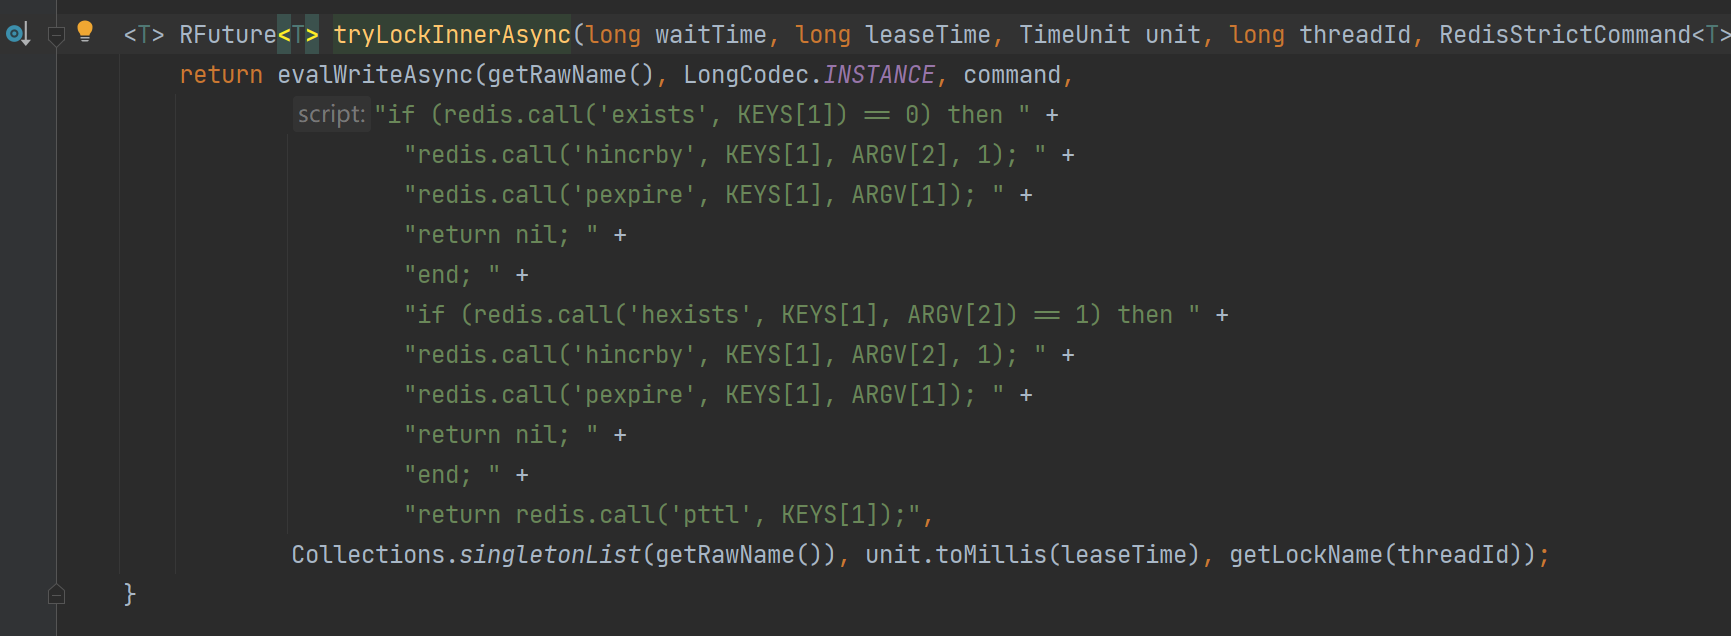 <T> RFuture<T> tryLockInnerAsync(long waitTime, long leaseTime, TimeUnit unit, long threadId, RedisStrictCommand<T>
return evalWriteAsync(getRawName(), LongCodec.INSTANCE, command,
script: "if (redis.call('exists', KEYS[1]) == 0) then " +
"redis.call('hincrby', KEYS[1], ARGV[2], 1); " +
"redis.call('pexpire', KEYS[1], ARGV[1]); " +
"return nil; " +
"end; " +
"if (redis.call('hexists', KEYS[1], ARGV[2]) == 1) then " +
"redis.call('hincrby', KEYS[1], ARGV[2], 1); " +
"redis.call('pexpire', KEYS[1], ARGV[1]); " +
"return nil; " +
"end; " +
"return redis.call('pttl', KEYS[1]);",
Collections.singletonList(getRawName()), unit.toMillis(leaseTime), getLockName(threadId));
}